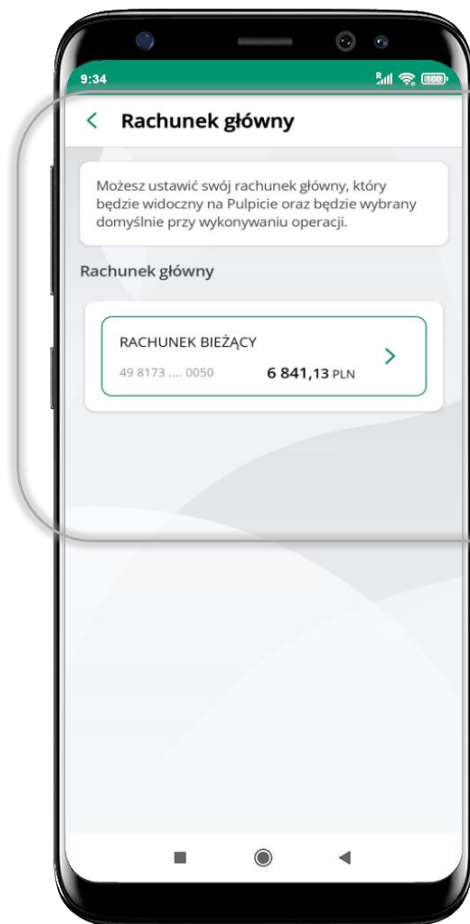 9:34
Rachunek główny
Możesz ustawić swój rachunek główny, który
będzie widoczny na Pulpicie oraz będzie wybrany
domyślnie przy wykonywaniu operacji.
Rachunek główny
RACHUNEK BIEŻĄCY
49 8173 .... 0050 6 841,13 PLN